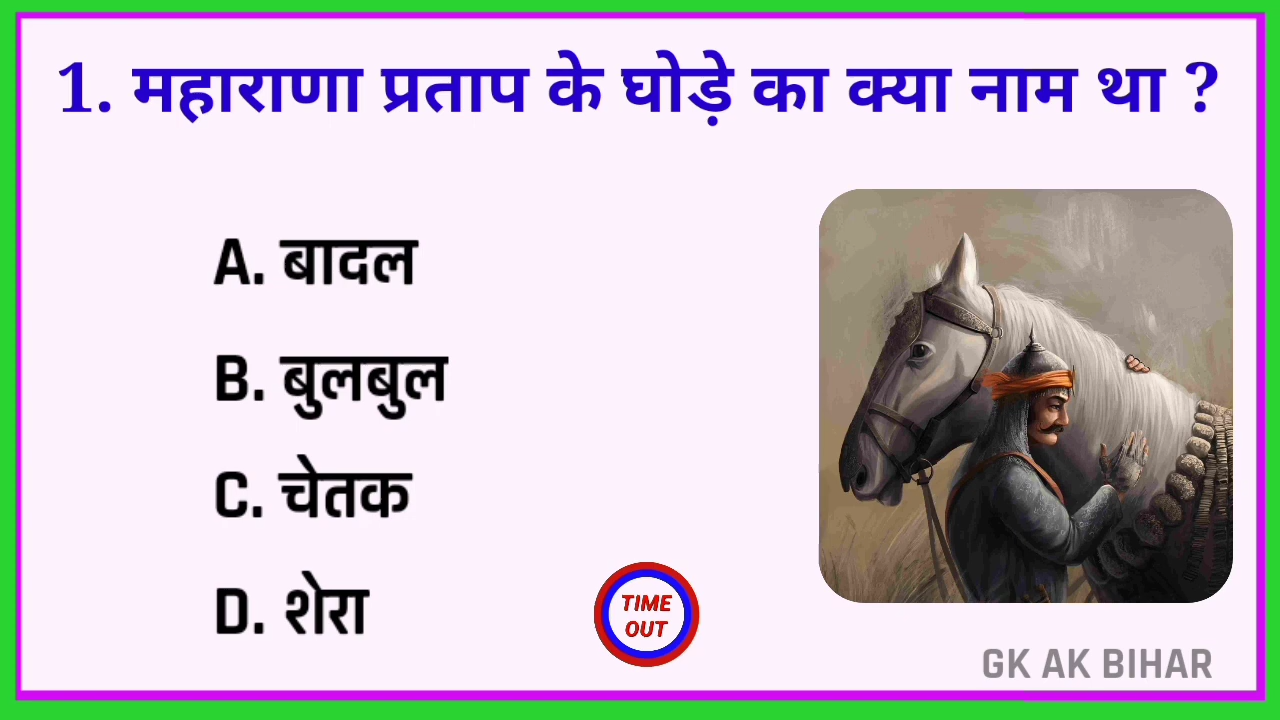 1. महाराणा प्रताप के घोड़े का क्या नाम था ?
A. बादल
B. बुलबुल
C. चेतक
D. शेरा
TIME
OUT
GK AK BIHAR